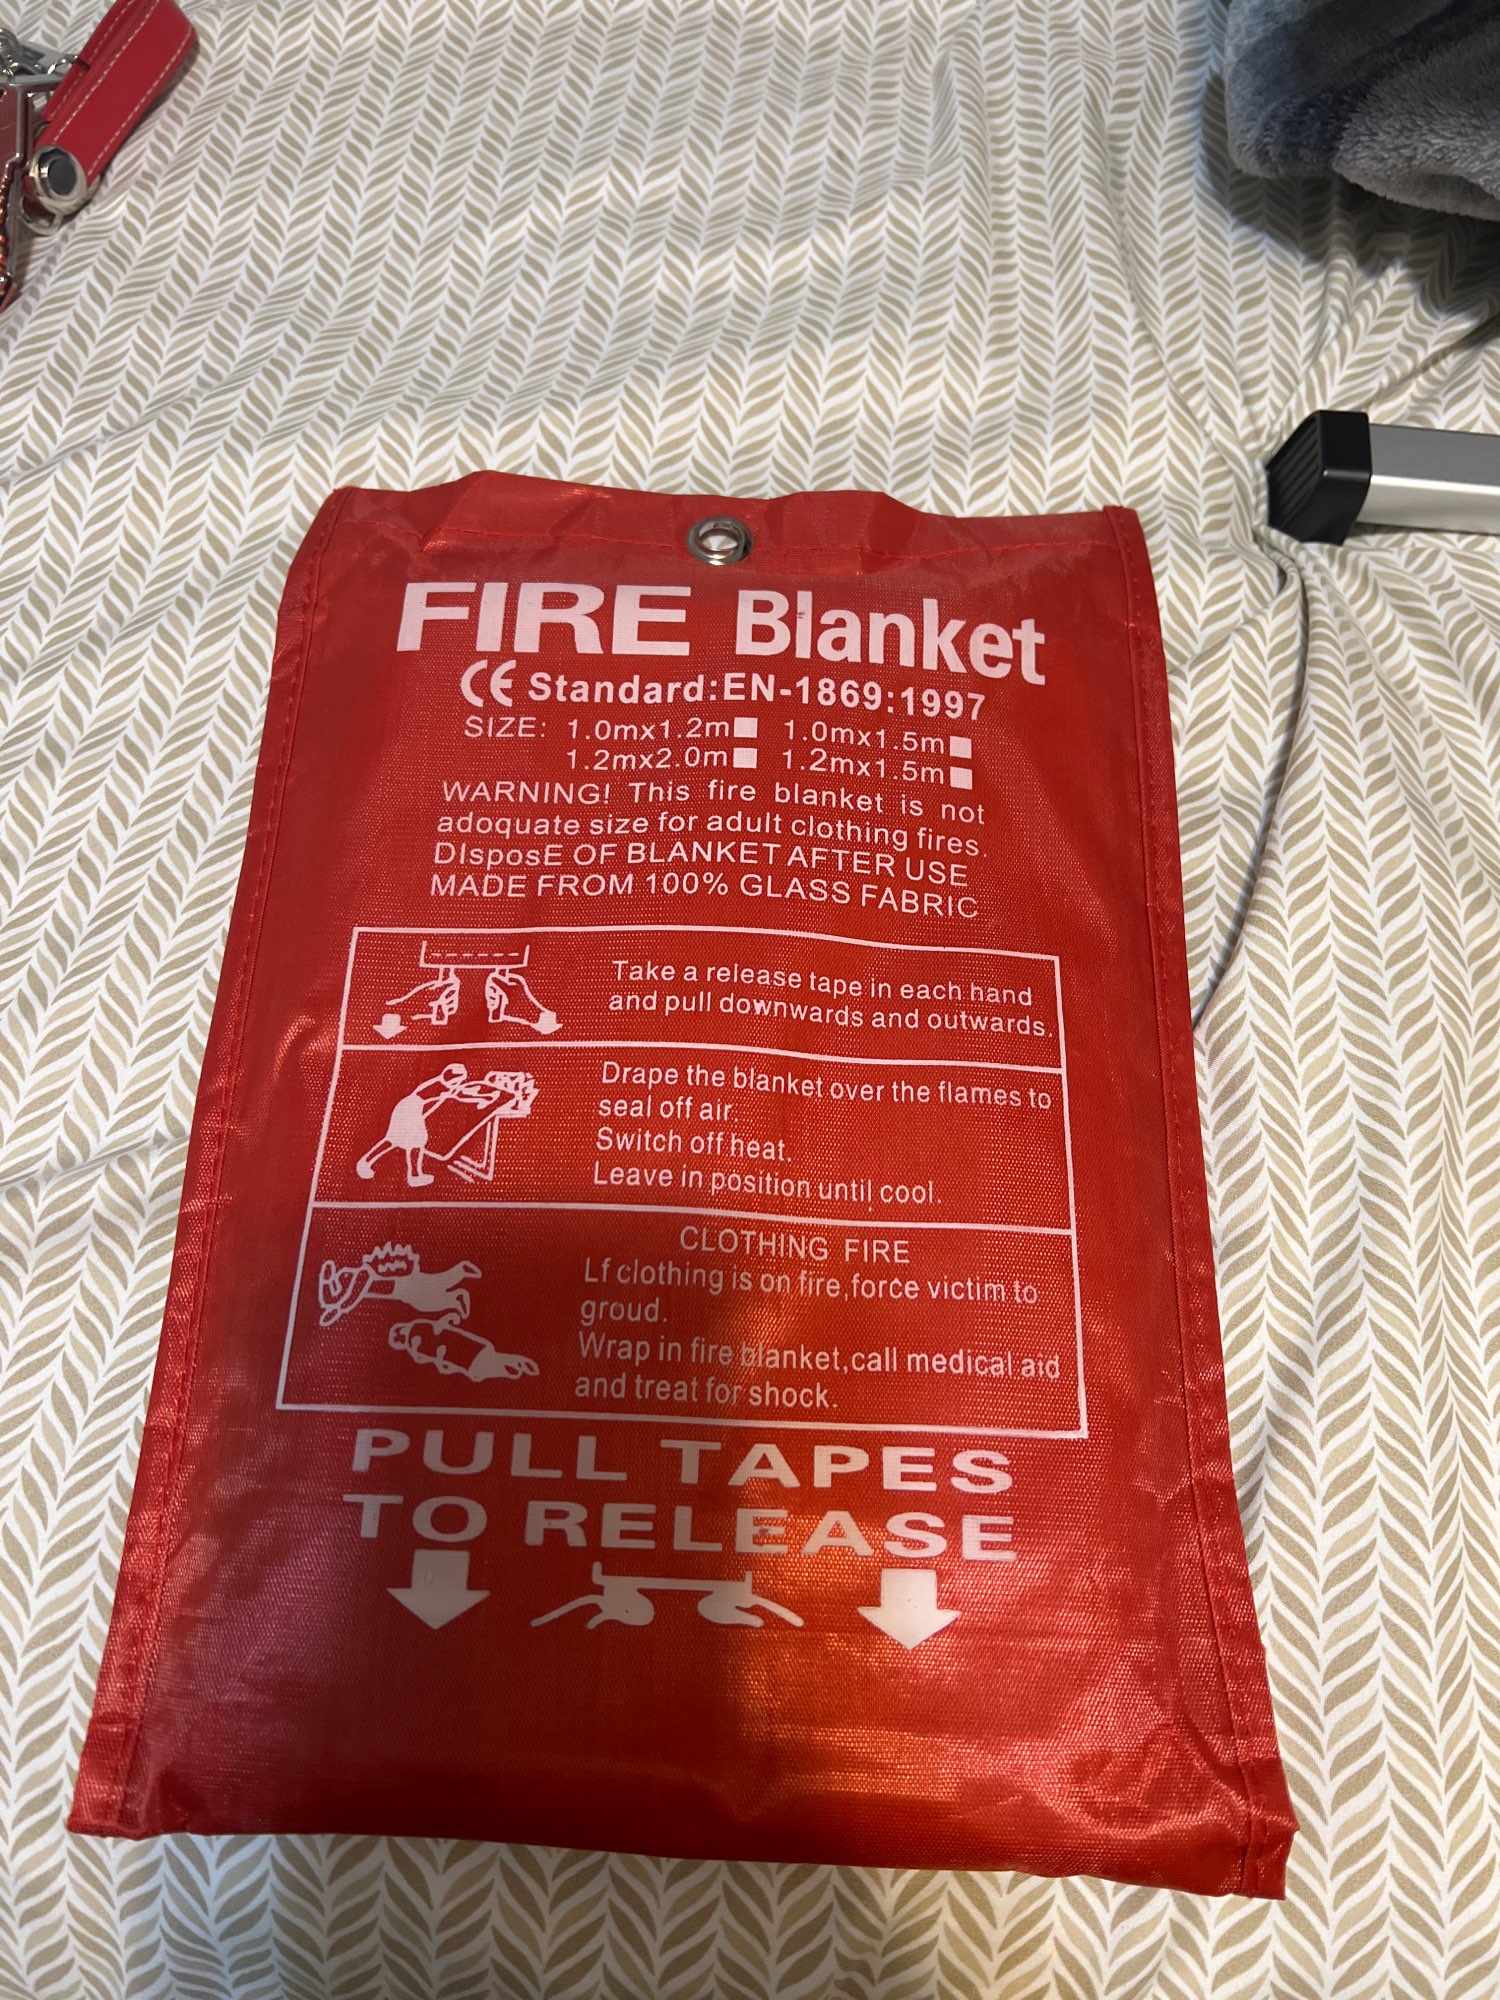 FIRE Blanket
CE Standard:EN-1869:1997
SIZE: 1.0mx1.2m 1.0mx1.5m
1.2mx2.0m 1.2mx1.5m
WARNING! This fire blanket is not
adoquate size for adult clothing fires.
DIsposE OF BLANKET AFTER USE
MADE FROM 100% GLASS FABRIC
Take a release tape in each hand
and pull downwards and outwards.
Drape the blanket over the flames to
seal off air.
Switch off heat.
Leave in position until cool.
CLOTHING FIRE
Lf clothing is on fire,force victim to
groud.
Wrap in fire blanket,call medical aid
and treat for shock.
PULL TAPES
TO RELEASE